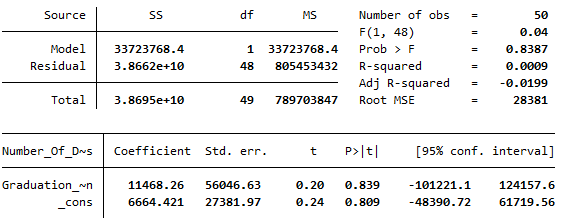 Source SS df MS Number of obs = 50
F(1, 48) = 0.04
Model 33723768.4 1 33723768.4 Prob > F = 0.8387
Residual 3.8662e+10 48 805453432 R-squared = 0.0009
Adj R-squared = -0.0199
Total 3.8695e+10 49 789703847 Root MSE = 28381
Number_Of_D~s Coefficient Std. err. t P>|t| [95% conf. interval]
Graduation_~n 11468.26 56046.63 0.20 0.839 -101221.1 124157.6
_cons 6664.421 27381.97 0.24 0.809 -48390.72 61719.56